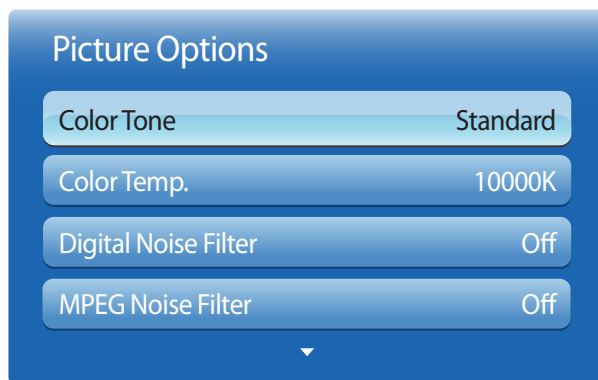 Picture Options
Color Tone Standard
Color Temp. 10000K
Digital Noise Filter Off
MPEG Noise Filter Off